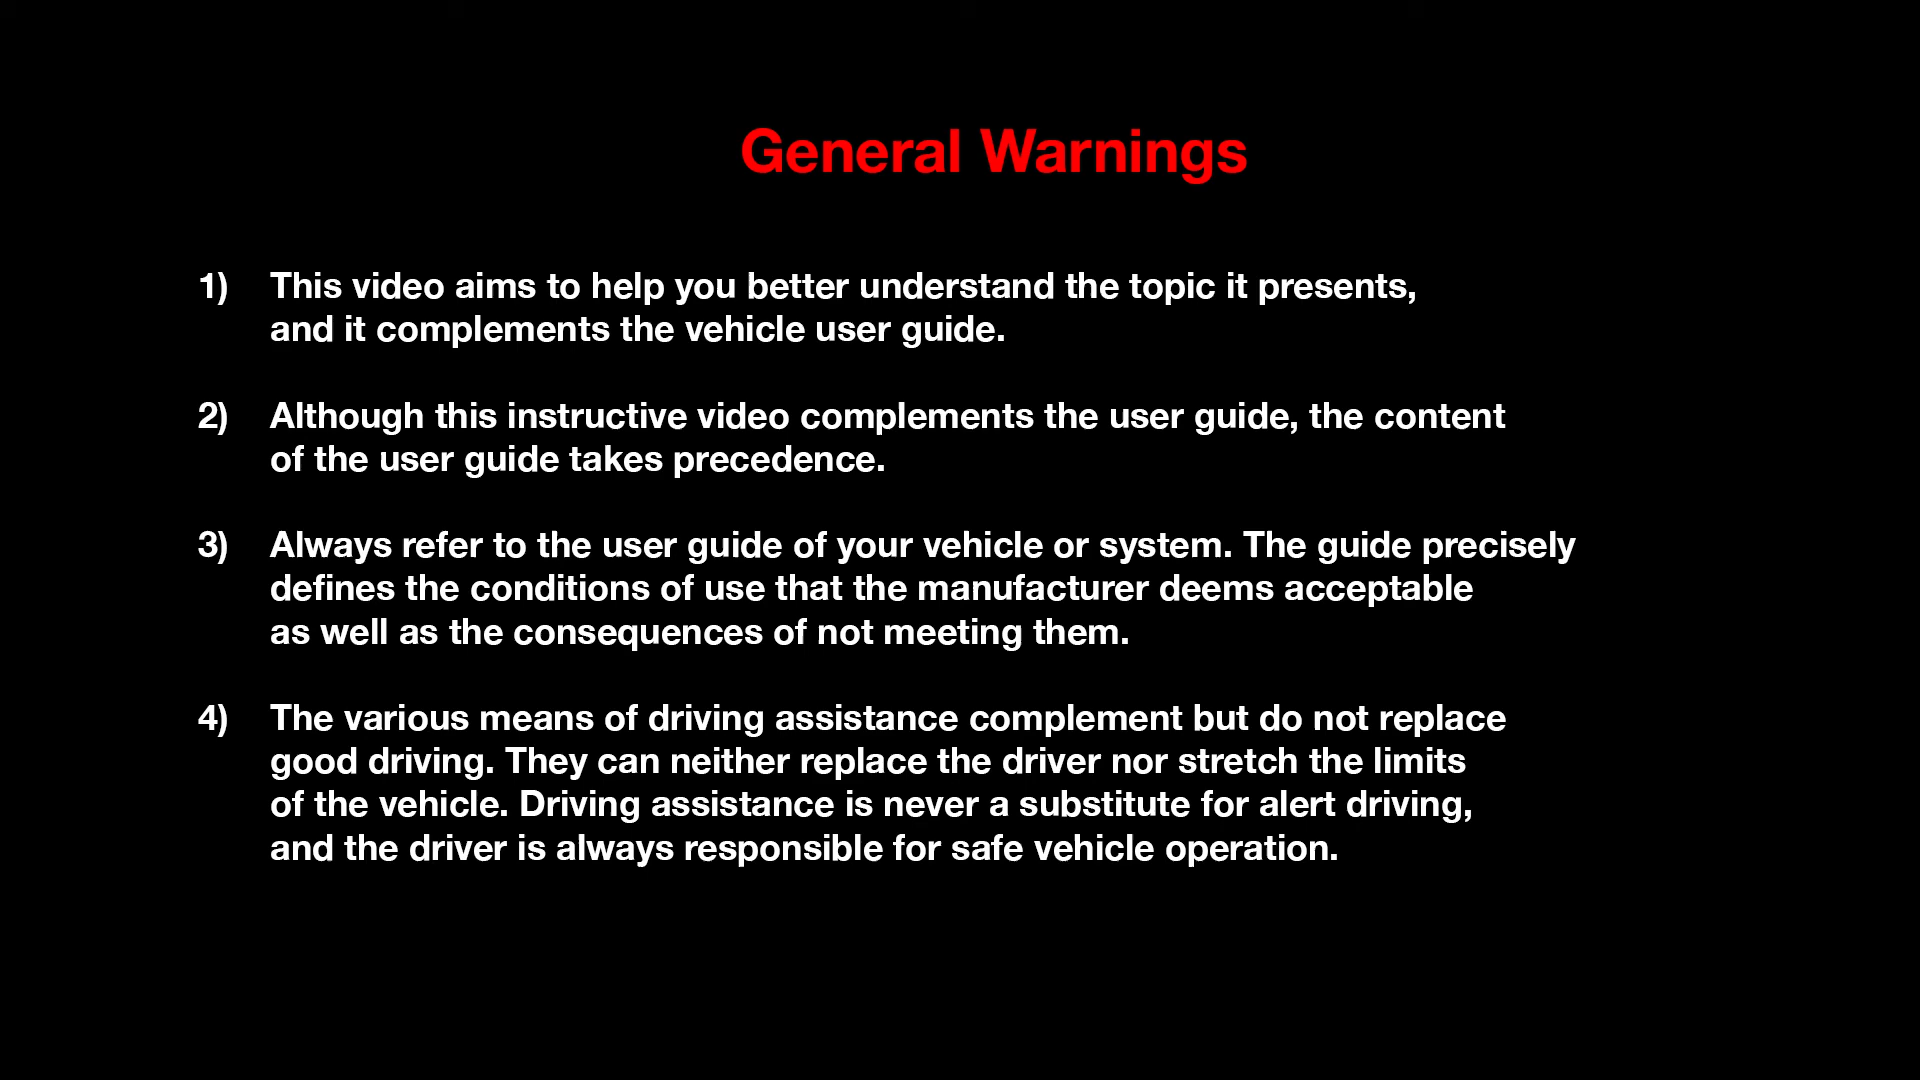 General Warnings
1) This video aims to help you better understand the topic it presents,
and it complements the vehicle user guide.
2) Although this instructive video complements the user guide, the content
of the user guide takes precedence.
3) Always refer to the user guide of your vehicle or system. The guide precisely
defines the conditions of use that the manufacturer deems acceptable
as well as the consequences of not meeting them.
4) The various means of driving assistance complement but do not replace
good driving. They can neither replace the driver nor stretch the limits
of the vehicle. Driving assistance is never a substitute for alert driving,
and the driver is always responsible for safe vehicle operation.